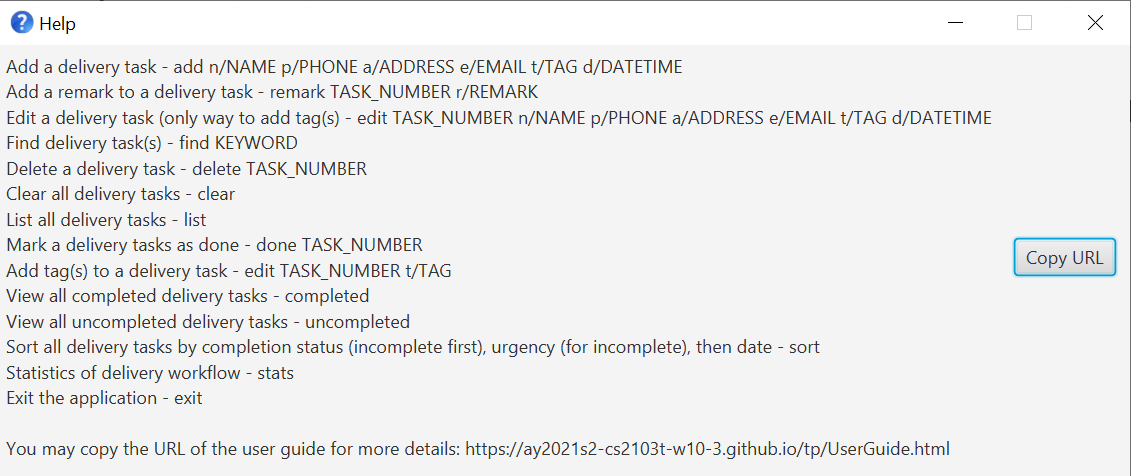 Help
Add a delivery task - add n/NAME p/PHONE a/ADDRESS e/EMAIL t/TAG d/DATETIME
Add a remark to a delivery task - remark TASK_NUMBER r/REMARK
Edit a delivery task (only way to add tag(s) - edit TASK_NUMBER n/NAME p/PHONE a/ADDRESS e/EMAIL t/TAG d/DATETIME
Find delivery task(s) - find KEYWORD
Delete a delivery task - delete TASK_NUMBER
Clear all delivery tasks - clear
List all delivery tasks - list
Mark a delivery tasks as done - done TASK_NUMBER
Add tag(s) to a delivery task - edit TASK_NUMBER t/TAG
View all completed delivery tasks - completed
View all uncompleted delivery tasks - uncompleted
Sort all delivery tasks by completion status (incomplete first), urgency (for incomplete), then date - sort
Statistics of delivery workflow - stats
Exit the application - exit
You may copy the URL of the user guide for more details: https://ay2021s2-cs2103t-w10-3.github.io/tp/UserGuide.html
Copy URL